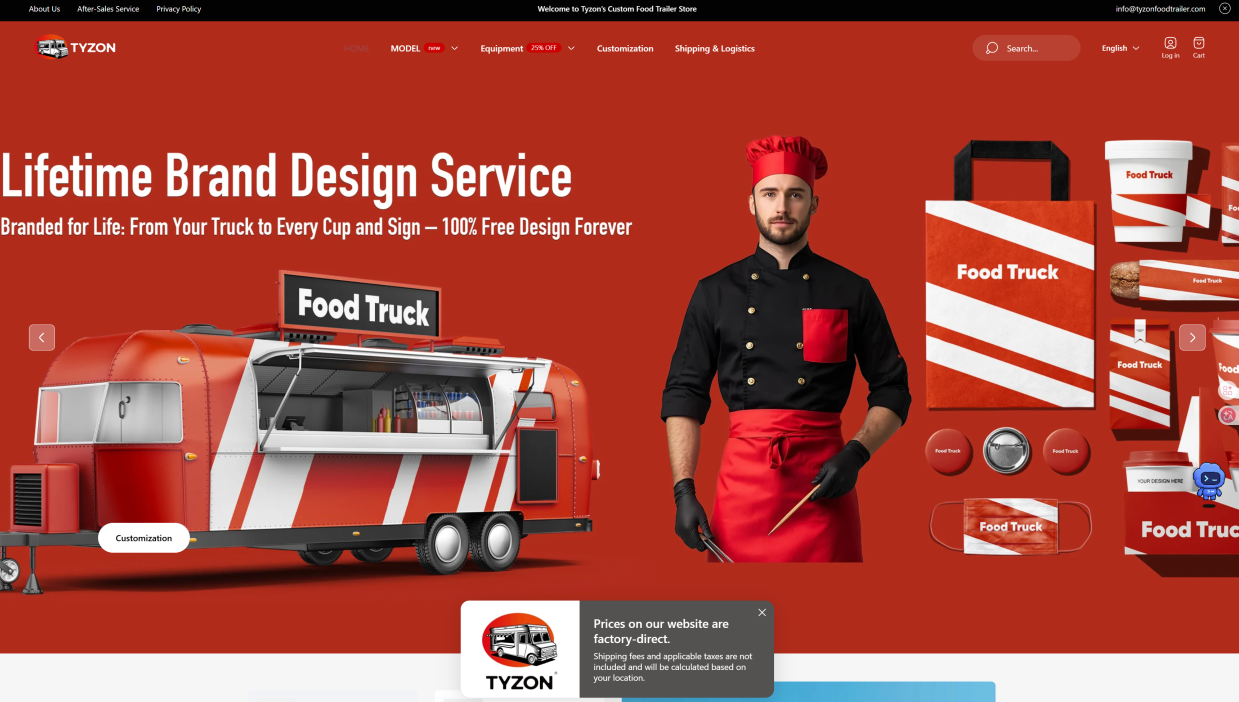 About Us
After-Sales Service
Privacy Policy
Welcome to Tyzon's Custom Food Trailer Store
info@tyzonfoodtrailer.com
TYZON
HOME
MODEL new
Equipment 25% OFF
Customization
Shipping & Logistics
Search...
English
Log in
Cart
Lifetime Brand Design Service
Branded for Life: From Your Truck to Every Cup and Sign – 100% Free Design Forever
Food Truck
Customization
Food Truck
Food Truck
Food Truck
Food Truck
Food Truck
Food Truck
YOUR DESIGN HERE
Food Truck
Prices on our website are
factory-direct.
Shipping fees and applicable taxes are not
included and will be calculated based on
your location.
TYZON